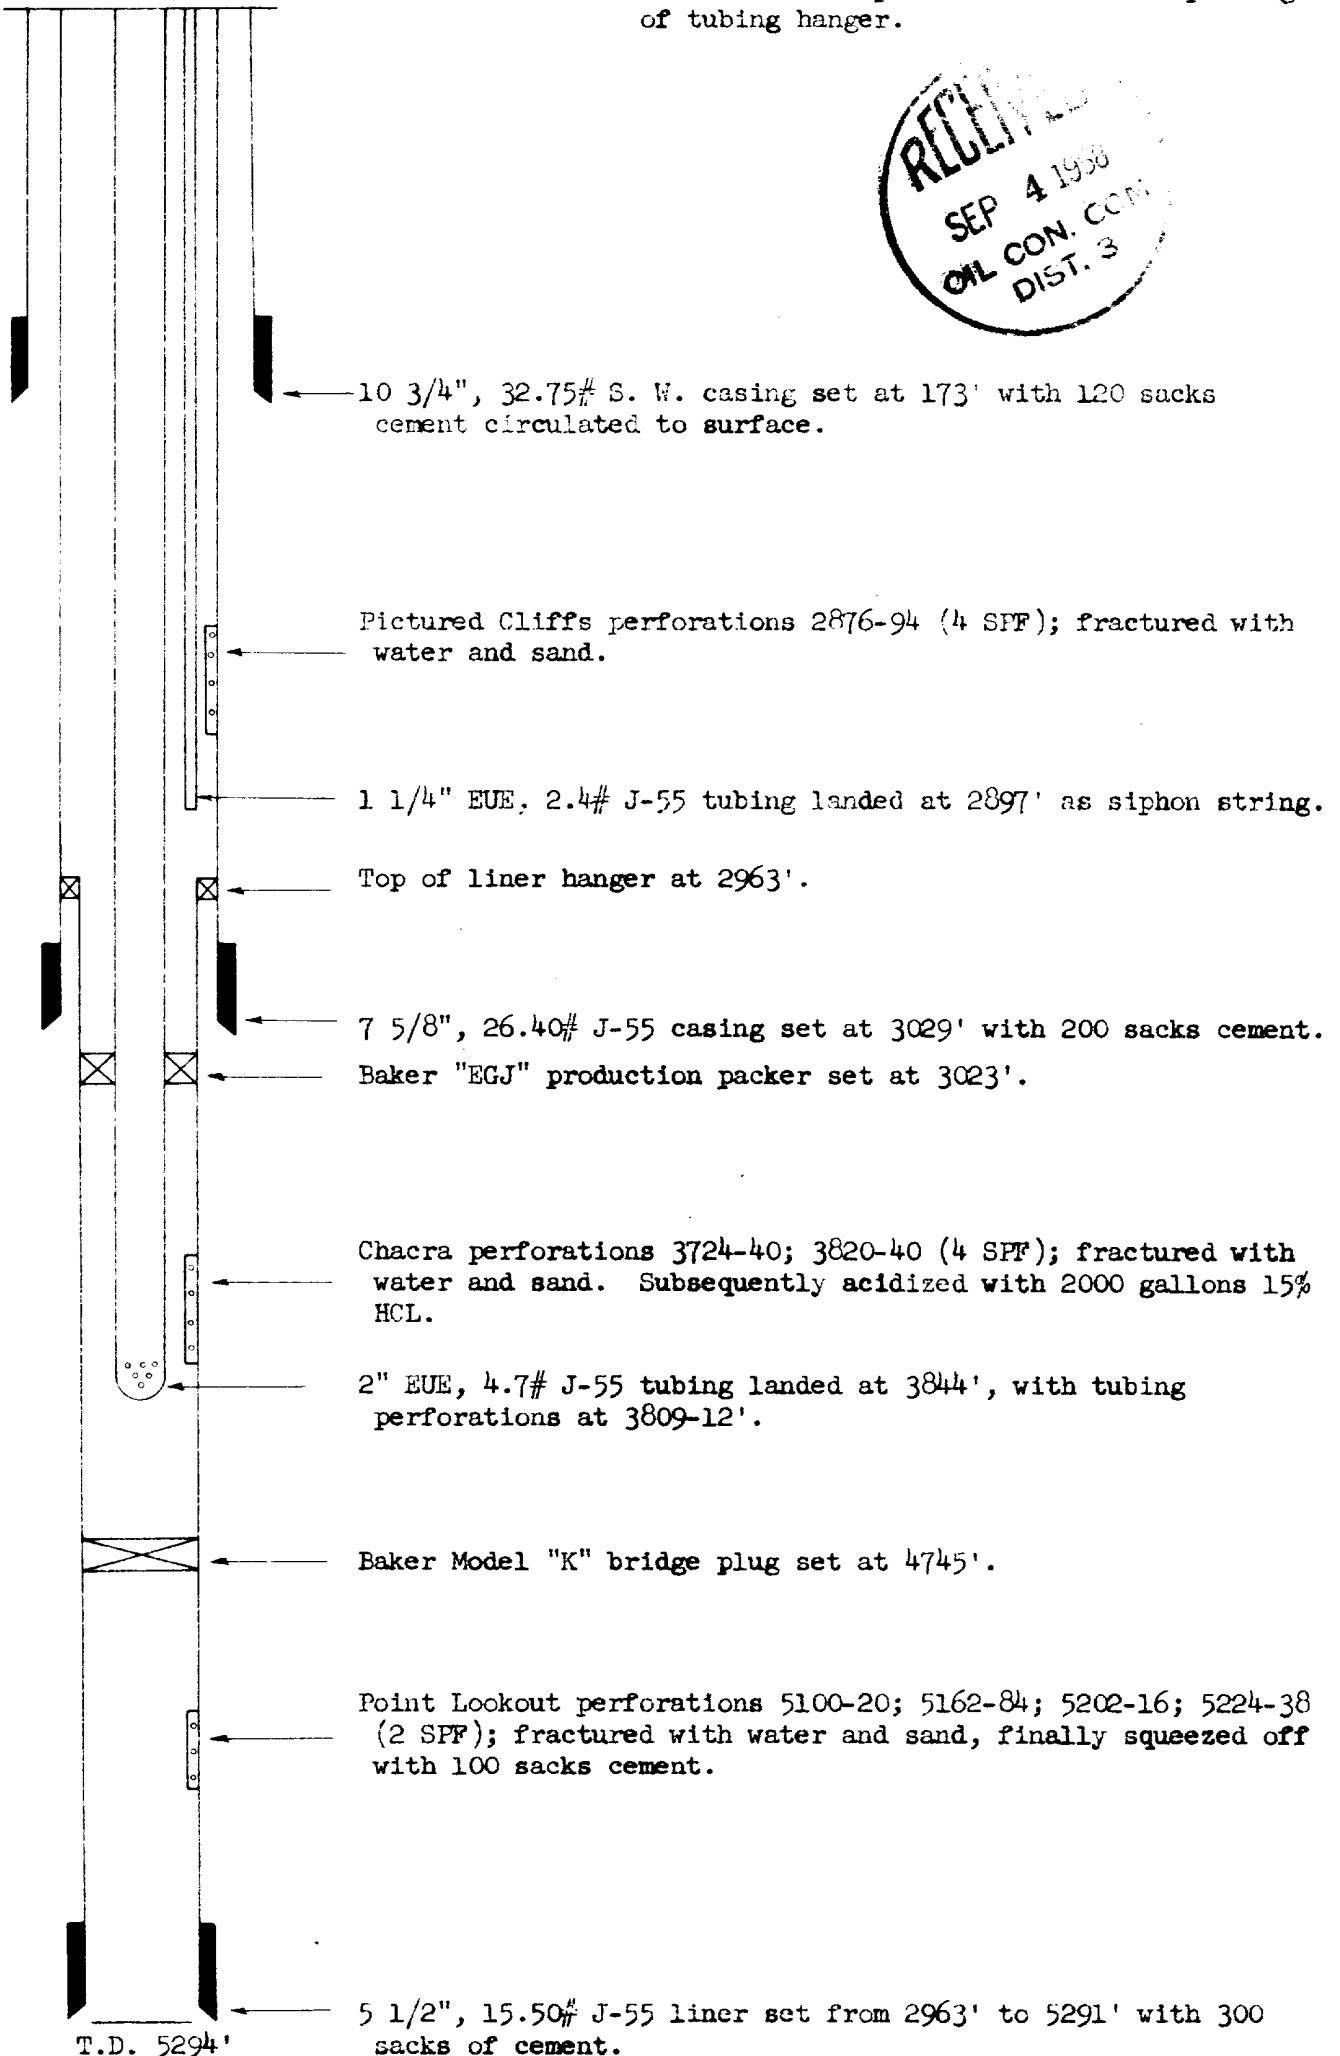 of tubing hanger.
SEP 4 1958
OIL CON. COM
DIST. 3
10 3/4", 32.75# S. W. casing set at 173' with 120 sacks
cement circulated to surface.
Pictured Cliffs perforations 2876-94 (4 SPF); fractured with
water and sand.
1 1/4" EUE, 2.4# J-55 tubing landed at 2897' as siphon string.
Top of liner hanger at 2963'.
7 5/8", 26.40# J-55 casing set at 3029' with 200 sacks cement.
Baker "EGJ" production packer set at 3023'.
Chacra perforations 3724-40; 3820-40 (4 SPF); fractured with
water and sand. Subsequently acidized with 2000 gallons 15%
HCL.
2" EUE, 4.7# J-55 tubing landed at 3844', with tubing
perforations at 3809-12'.
Baker Model "K" bridge plug set at 4745'.
Point Lookout perforations 5100-20; 5162-84; 5202-16; 5224-38
(2 SPF); fractured with water and sand, finally squeezed off
with 100 sacks cement.
5 1/2", 15.50# J-55 liner set from 2963' to 5291' with 300
sacks of cement.
T.D. 5294'